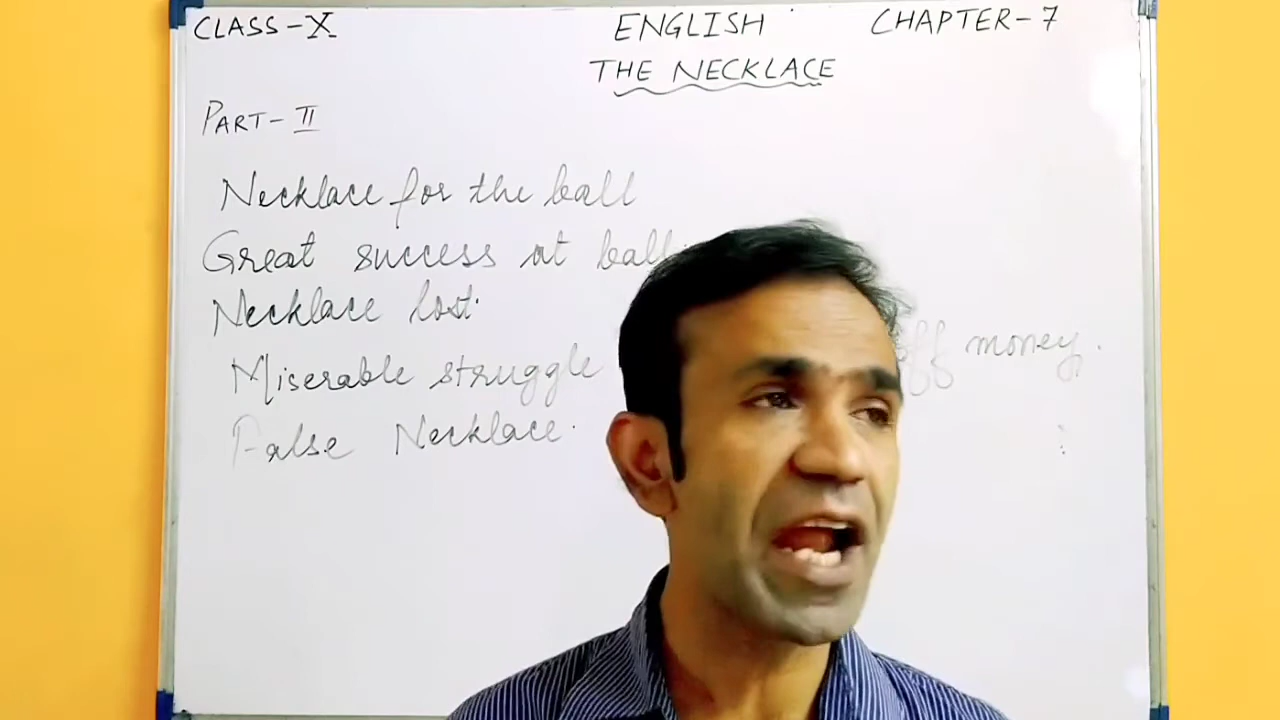 CLASS-X ENGLISH CHAPTER-7
THE NECKLACE
PART-II
Necklace for the ball
Great success at ball
Necklace lost.
Miserable struggle off money.
False Necklace.